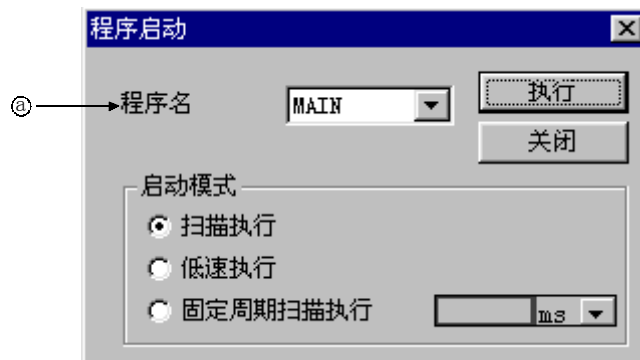 程序启动
ⓐ 程序名 MAIN 执行
关闭
启动模式
扫描执行
低速执行
固定周期扫描执行 ms